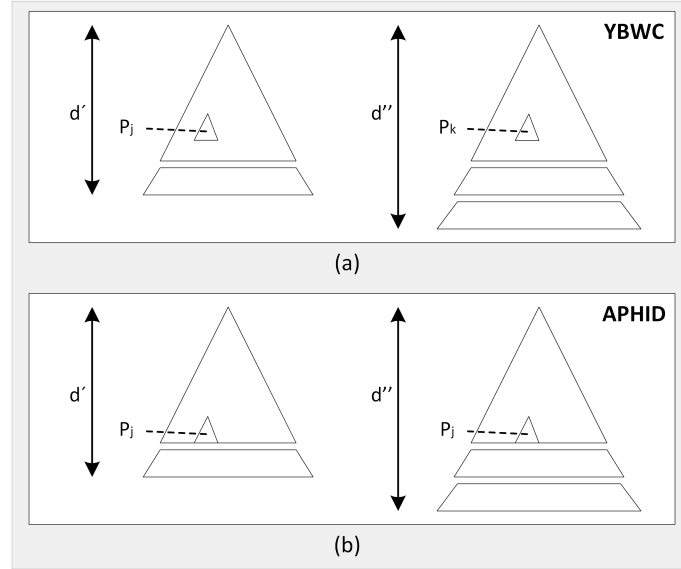 YBWC
d´ Pj d′′ Pk
(a)
APHID
d´ Pj d′′ Pj
(b)